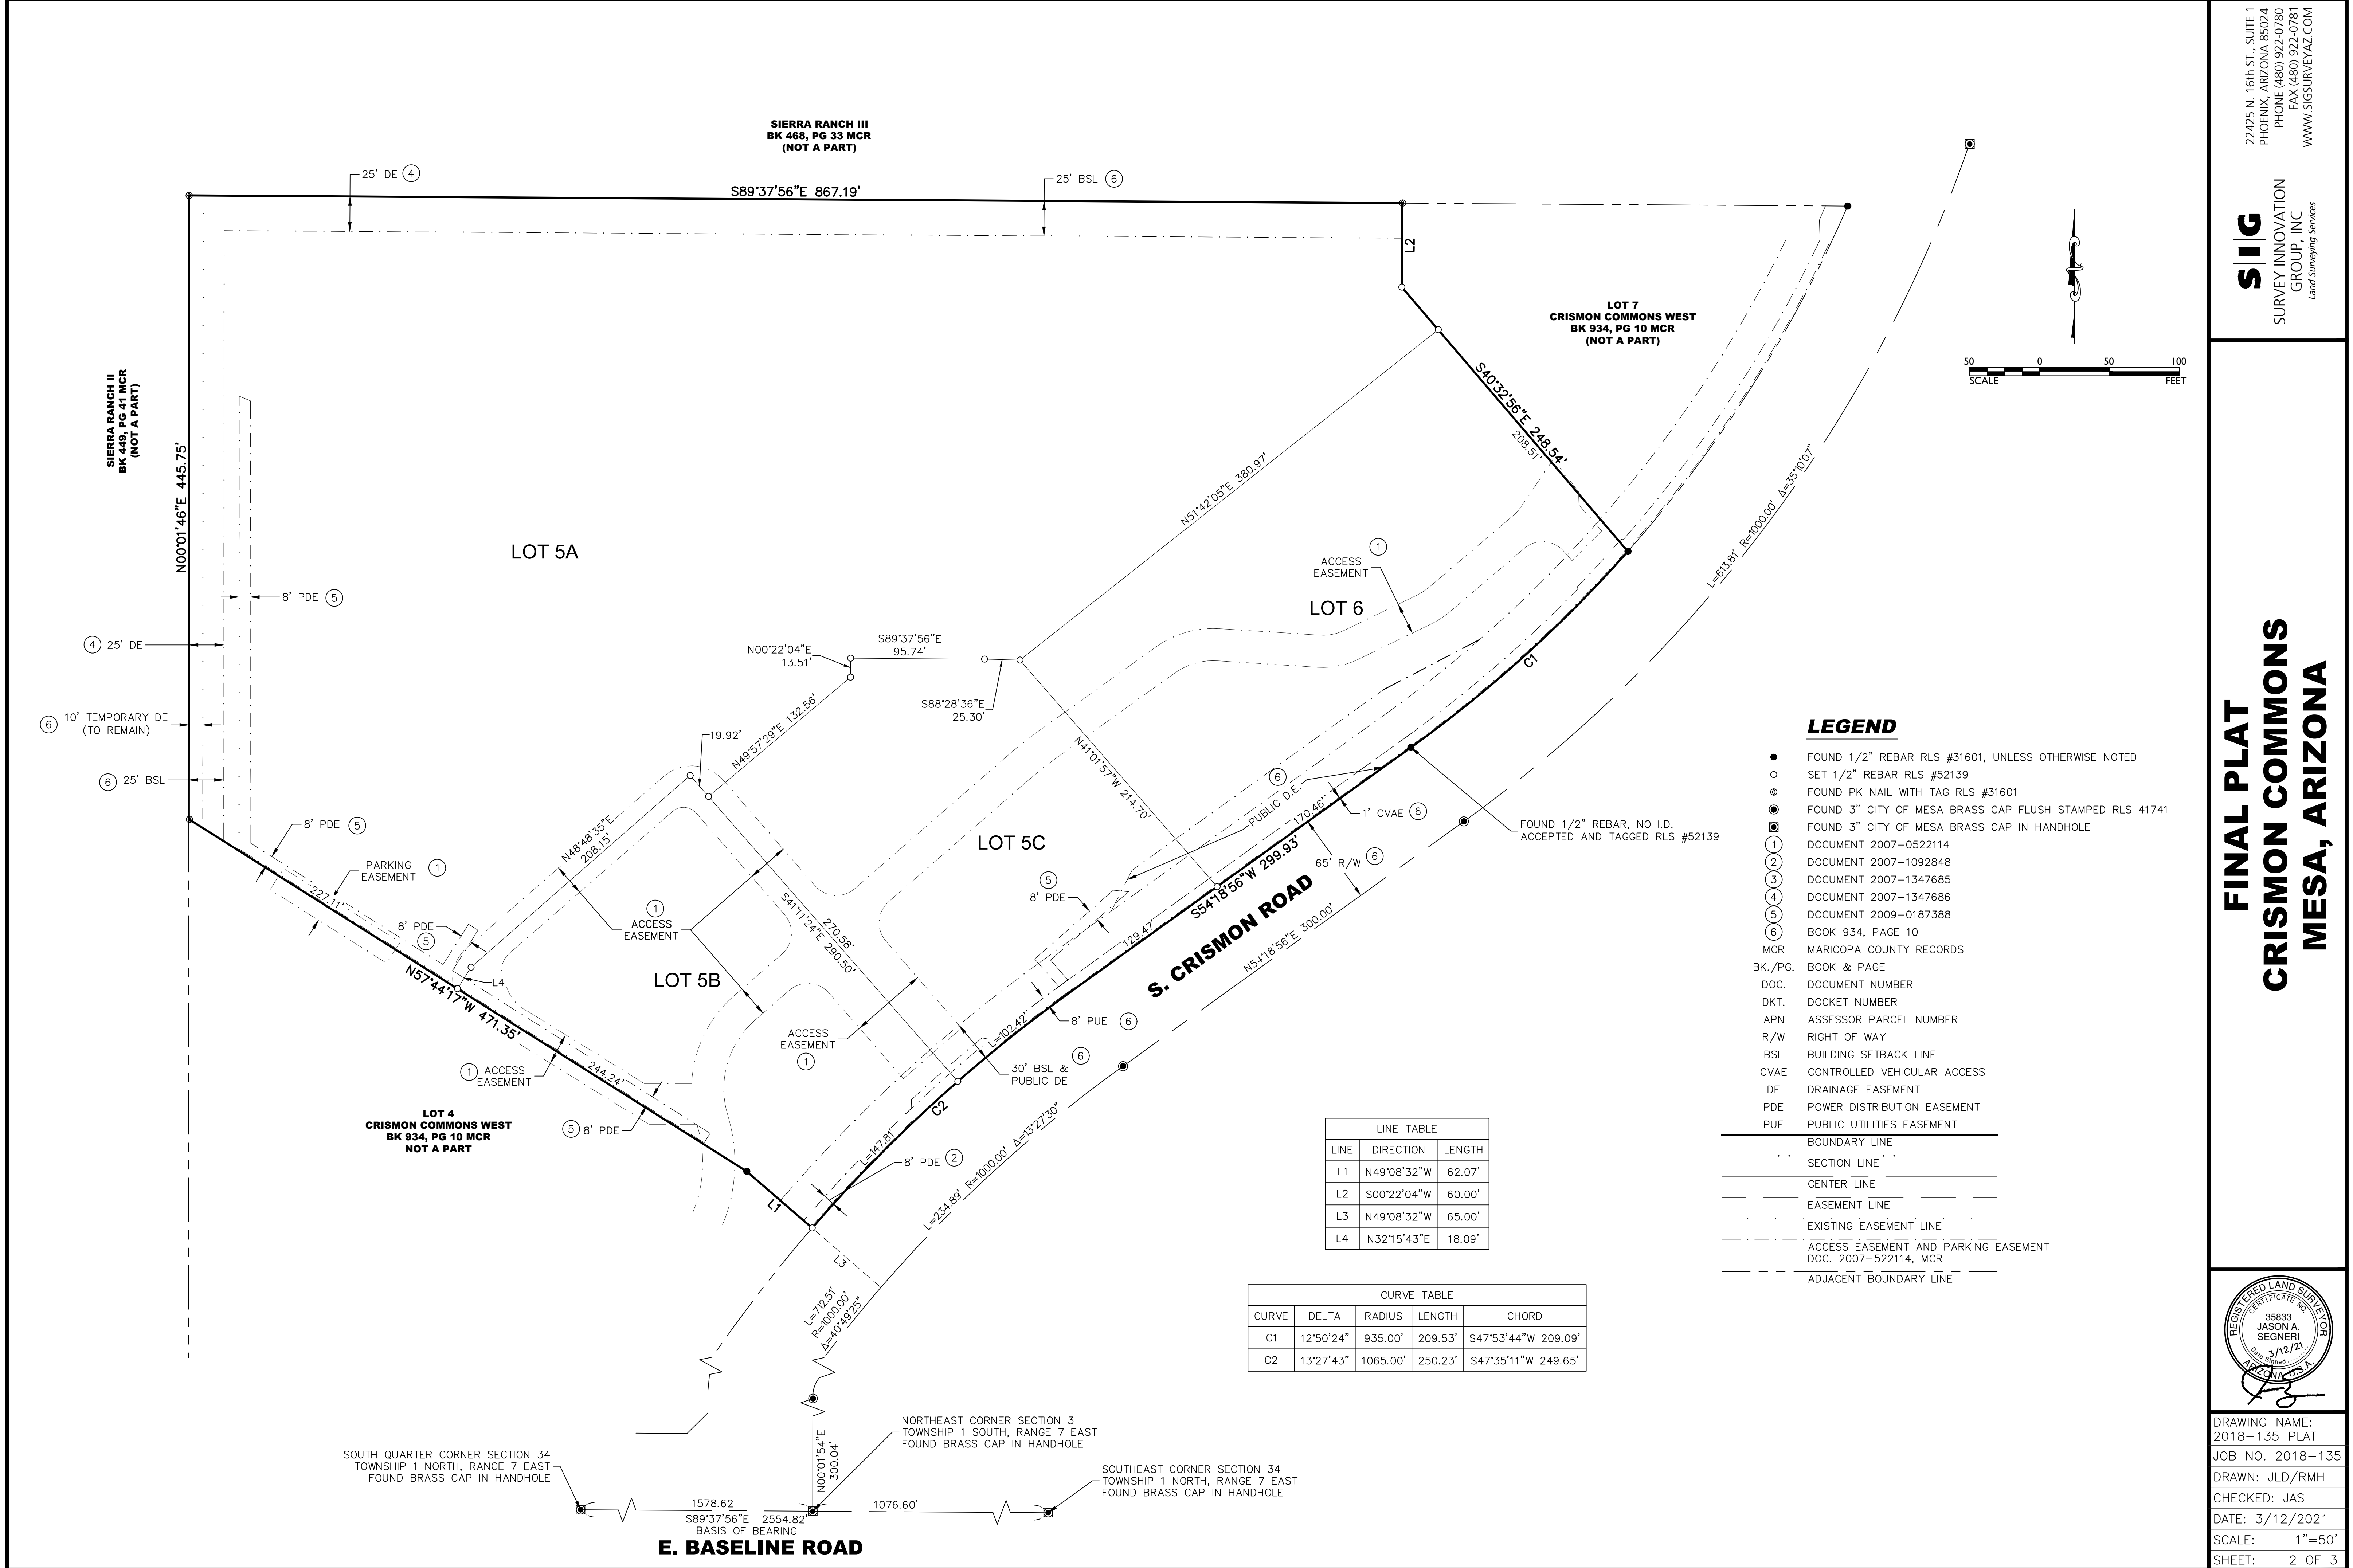 SIERRA RANCH III
BK 468, PG 33 MCR
(NOT A PART)
25' DE 4
S89°37'56"E 867.19'
25' BSL 6
L2
LOT 7
CRISMON COMMONS WEST
BK 934, PG 10 MCR
(NOT A PART)
50 0 50 100
SCALE FEET
SIERRA RANCH II
BK 449, PG 41 MCR
(NOT A PART)
N00°01'46"E 445.75'
S40°32'56"E 248.54'
208.51'
N51°42'05"E 380.97'
L=613.81' R=1000.00' Δ=35°10'07"
LOT 5A
1
ACCESS
EASEMENT
LOT 6
8' PDE 5
4 25' DE
6 10' TEMPORARY DE
(TO REMAIN)
6 25' BSL
N00°22'04"E
13.51'
S89°37'56"E
95.74'
S88°28'36"E
25.30'
C1
19.92'
N49°57'29"E 132.56'
N41°01'57"W 214.70'
6
PUBLIC D.E.
170.46'
1' CVAE 6
FOUND 1/2" REBAR, NO I.D.
ACCEPTED AND TAGGED RLS #52139
8' PDE 5
PARKING
EASEMENT 1
N48°48'35"E
208.15'
LOT 5C
65' R/W 6
S54°18'56"W 299.93'
5
8' PDE
227.11'
8' PDE
5
1
ACCESS
EASEMENT
270.58'
S41°11'24"E 290.50'
129.47'
S. CRISMON ROAD
N54°18'56"E 300.00'
L4
LOT 5B
N57°44'17"W 471.35'
8' PUE 6
L=102.42'
ACCESS
EASEMENT
1
6
30' BSL &
PUBLIC DE
1 ACCESS
EASEMENT
244.24'
LOT 4
CRISMON COMMONS WEST
BK 934, PG 10 MCR
NOT A PART
5 8' PDE
C2
L=147.81'
8' PDE 2
L=234.89' R=1000.00' Δ=13°27'30"
L1
L3
L=712.51'
R=1000.00'
Δ=40°49'25"
LINE TABLE
LINE DIRECTION LENGTH
L1 N49°08'32"W 62.07'
L2 S00°22'04"W 60.00'
L3 N49°08'32"W 65.00'
L4 N32°15'43"E 18.09'
CURVE TABLE
CURVE DELTA RADIUS LENGTH CHORD
C1 12°50'24" 935.00' 209.53' S47°53'44"W 209.09'
C2 13°27'43" 1065.00' 250.23' S47°35'11"W 249.65'
SOUTH QUARTER CORNER SECTION 34
TOWNSHIP 1 NORTH, RANGE 7 EAST
FOUND BRASS CAP IN HANDHOLE
NORTHEAST CORNER SECTION 3
TOWNSHIP 1 SOUTH, RANGE 7 EAST
FOUND BRASS CAP IN HANDHOLE
N00°01'54"E
300.04'
SOUTHEAST CORNER SECTION 34
TOWNSHIP 1 NORTH, RANGE 7 EAST
FOUND BRASS CAP IN HANDHOLE
1578.62 1076.60'
S89°37'56"E 2554.82'
BASIS OF BEARING
E. BASELINE ROAD
LEGEND
FOUND 1/2" REBAR RLS #31601, UNLESS OTHERWISE NOTED
SET 1/2" REBAR RLS #52139
FOUND PK NAIL WITH TAG RLS #31601
FOUND 3" CITY OF MESA BRASS CAP FLUSH STAMPED RLS 41741
FOUND 3" CITY OF MESA BRASS CAP IN HANDHOLE
1 DOCUMENT 2007-0522114
2 DOCUMENT 2007-1092848
3 DOCUMENT 2007-1347685
4 DOCUMENT 2007-1347686
5 DOCUMENT 2009-0187388
6 BOOK 934, PAGE 10
MCR MARICOPA COUNTY RECORDS
BK./PG. BOOK & PAGE
DOC. DOCUMENT NUMBER
DKT. DOCKET NUMBER
APN ASSESSOR PARCEL NUMBER
R/W RIGHT OF WAY
BSL BUILDING SETBACK LINE
CVAE CONTROLLED VEHICULAR ACCESS
DE DRAINAGE EASEMENT
PDE POWER DISTRIBUTION EASEMENT
PUE PUBLIC UTILITIES EASEMENT
BOUNDARY LINE
SECTION LINE
CENTER LINE
EASEMENT LINE
EXISTING EASEMENT LINE
ACCESS EASEMENT AND PARKING EASEMENT
DOC. 2007-522114, MCR
ADJACENT BOUNDARY LINE
22425 N. 16th ST., SUITE 1
PHOENIX, ARIZONA 85024
PHONE (480) 922-0780
FAX (480) 922-0781
WWW.SIGSURVEYAZ.COM
S|I|G
SURVEY INNOVATION
GROUP, INC
Land Surveying Services
FINAL PLAT
CRISMON COMMONS
MESA, ARIZONA
REGISTERED LAND SURVEYOR
CERTIFICATE NO.
35833
JASON A.
SEGNERI
3/12/21
Date Signed
ARIZONA U.S.A.
DRAWING NAME:
2018-135 PLAT
JOB NO. 2018-135
DRAWN: JLD/RMH
CHECKED: JAS
DATE: 3/12/2021
SCALE: 1"=50'
SHEET: 2 OF 3